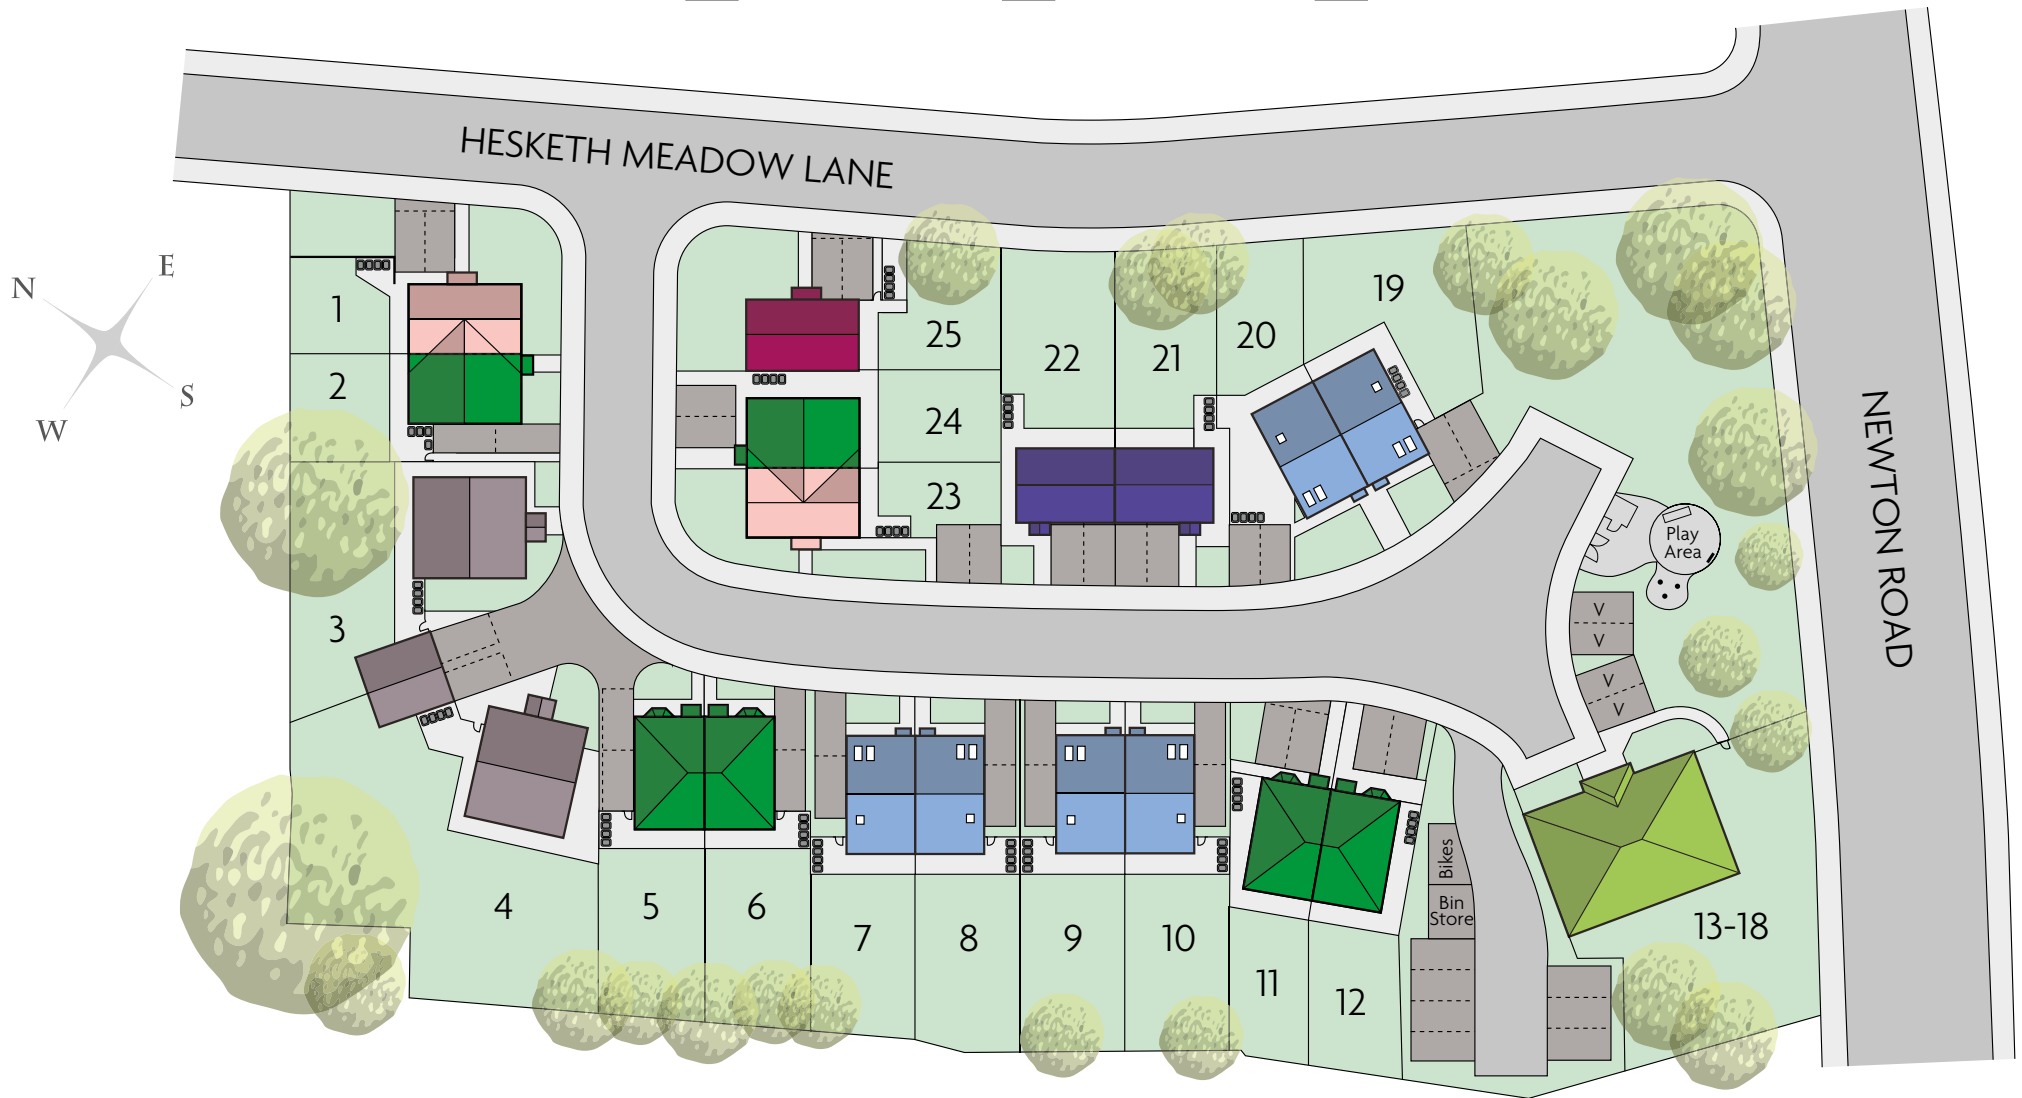 HESKETH MEADOW LANE
N
E
S
W
1
2
3
4
5
6
7
8
9
10
11
12
13-18
19
20
21
22
23
24
25
NEWTON ROAD
Play
Area
V
V
V
V
Bikes
Bin
Store